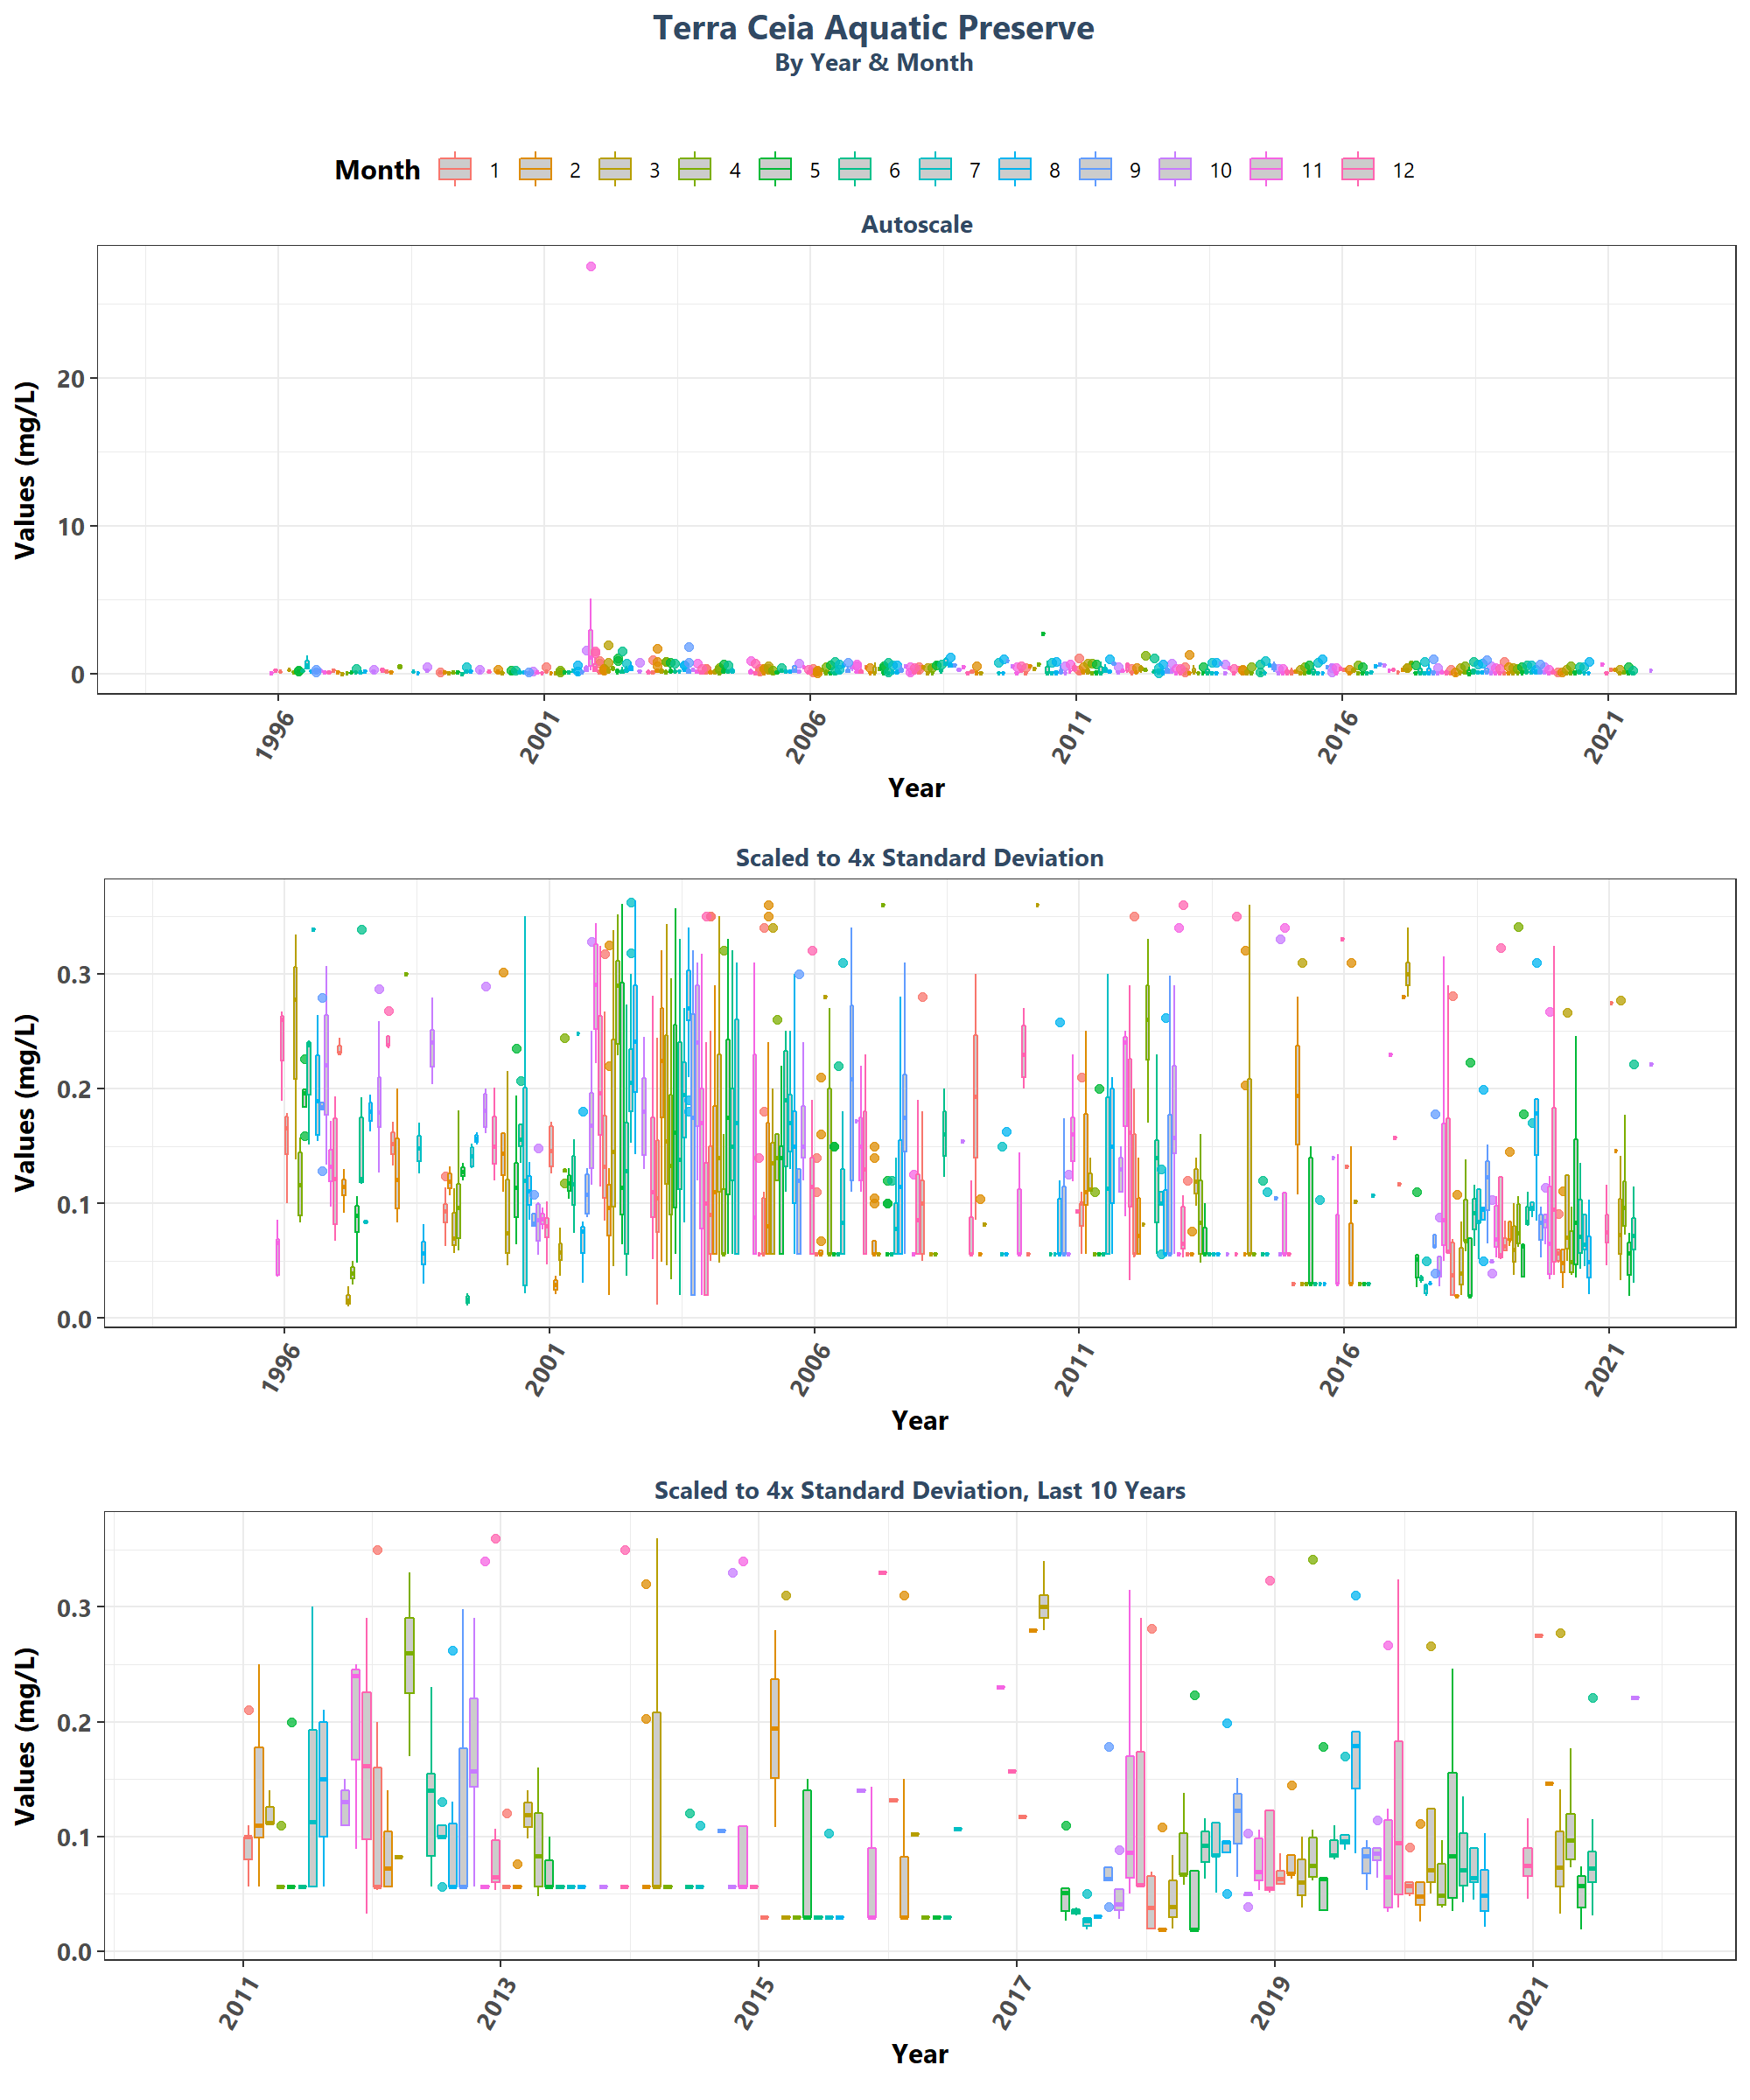 Terra Ceia Aquatic Preserve
By Year & Month
Month 1 2 3 4 5 6 7 8 9 10 11 12
Autoscale
Values (mg/L)
20
10
0
1996 2001 2006 2011 2016 2021
Year
Scaled to 4x Standard Deviation
Values (mg/L)
0.3
0.2
0.1
0.0
1996 2001 2006 2011 2016 2021
Year
Scaled to 4x Standard Deviation, Last 10 Years
Values (mg/L)
0.3
0.2
0.1
0.0
2011 2013 2015 2017 2019 2021
Year